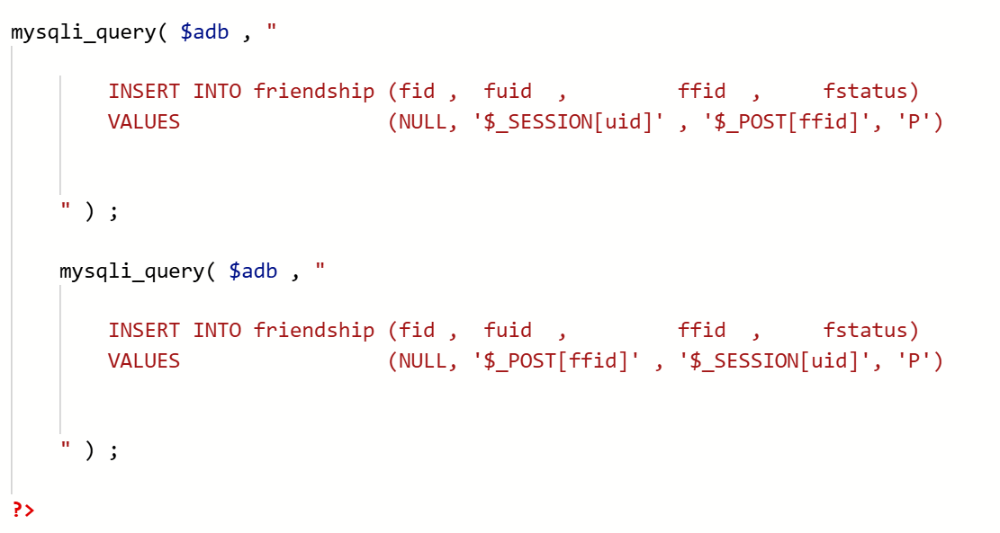 mysqli_query( $adb , "
INSERT INTO friendship (fid , fuid , ffid , fstatus)
VALUES (NULL, '$_SESSION[uid]' , '$_POST[ffid]', 'P')
" ) ;
mysqli_query( $adb , "
INSERT INTO friendship (fid , fuid , ffid , fstatus)
VALUES (NULL, '$_POST[ffid]' , '$_SESSION[uid]', 'P')
" ) ;
?>